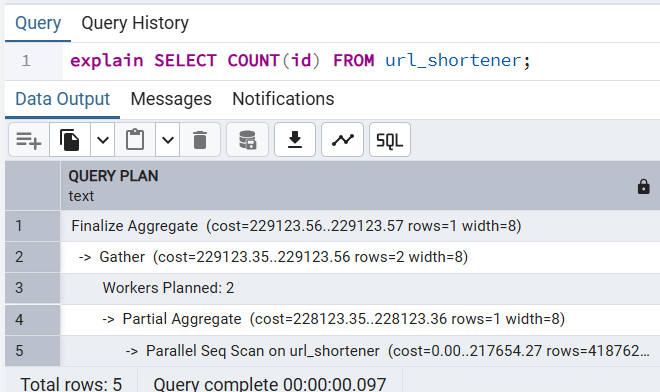 Query Query History
1 explain SELECT COUNT(id) FROM url_shortener;
Data Output Messages Notifications
SQL
QUERY PLAN
text
1 Finalize Aggregate (cost=229123.56..229123.57 rows=1 width=8)
2 -> Gather (cost=229123.35..229123.56 rows=2 width=8)
3 Workers Planned: 2
4 -> Partial Aggregate (cost=228123.35..228123.36 rows=1 width=8)
5 -> Parallel Seq Scan on url_shortener (cost=0.00..217654.27 rows=418762…
Total rows: 5 Query complete 00:00:00.097